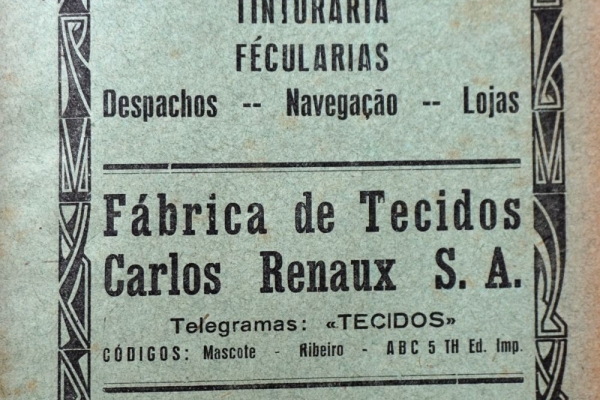 TINTURARIA
FÉCULARIAS
Despachos -- Navegação -- Lojas
Fábrica de Tecidos
Carlos Renaux S. A.
Telegramas: «TECIDOS»
CÓDIGOS: Mascote - Ribeiro - ABC 5 TH Ed. Imp.